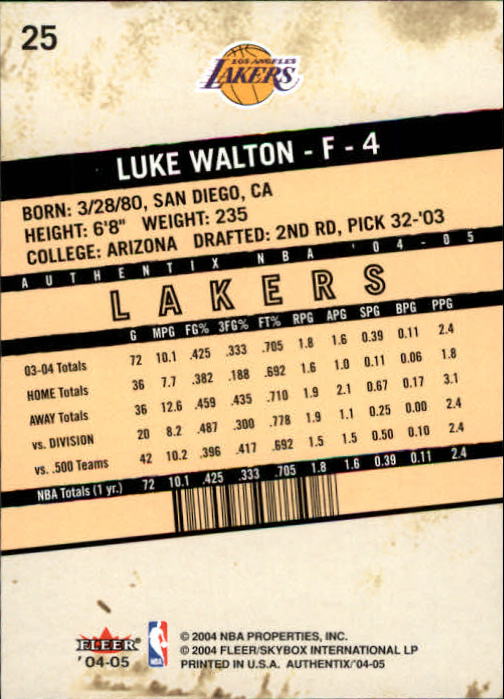 25
LOS ANGELES
LAKERS
LUKE WALTON - F - 4
BORN: 3/28/80, SAN DIEGO, CA
HEIGHT: 6'8" WEIGHT: 235
COLLEGE: ARIZONA DRAFTED: 2ND RD, PICK 32-'03
AUTHENTIX NBA '04-05
LAKERS
G MPG FG% 3FG% FT% RPG APG SPG BPG PPG
03-04 Totals 72 10.1 .425 .333 .705 1.8 1.6 0.39 0.11 2.4
HOME Totals 36 7.7 .382 .188 .692 1.6 1.0 0.11 0.06 1.8
AWAY Totals 36 12.6 .459 .435 .710 1.9 2.1 0.67 0.17 3.1
vs. DIVISION 20 8.2 .487 .300 .778 1.9 1.1 0.25 0.00 2.4
vs. .500 Teams 42 10.2 .396 .417 .692 1.5 1.5 0.50 0.10 2.4
NBA Totals (1 yr.) 72 10.1 .425 .333 .705 1.8 1.6 0.39 0.11 2.4
FLEER
'04-05
NBA
© 2004 NBA PROPERTIES, INC.
© 2004 FLEER/SKYBOX INTERNATIONAL LP
PRINTED IN U.S.A. AUTHENTIX/'04-05